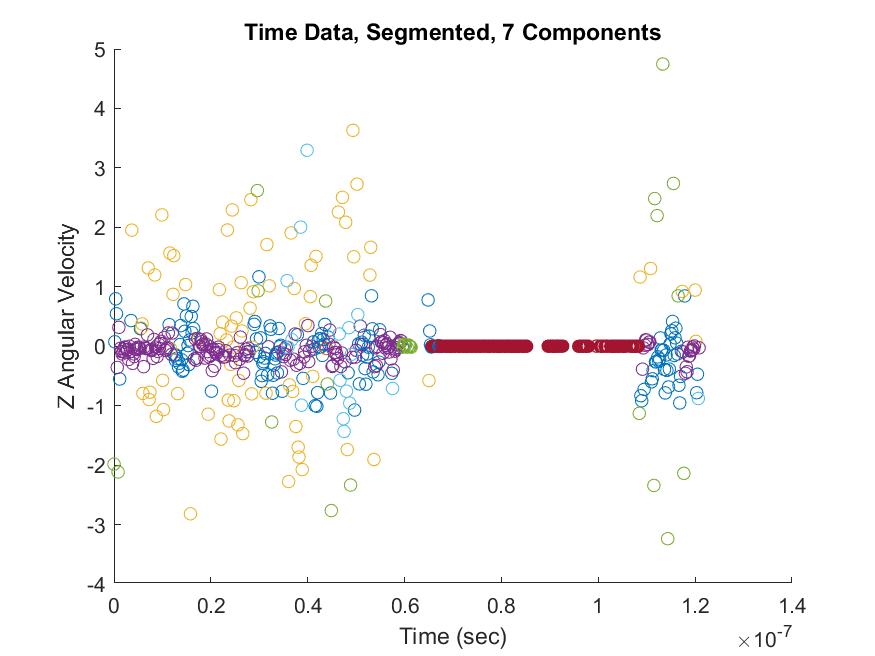 Time Data, Segmented, 7 Components
5
4
3
2
1
0
-1
-2
-3
-4
Z Angular Velocity
0 0.2 0.4 0.6 0.8 1 1.2 1.4
Time (sec)
×10⁻⁷